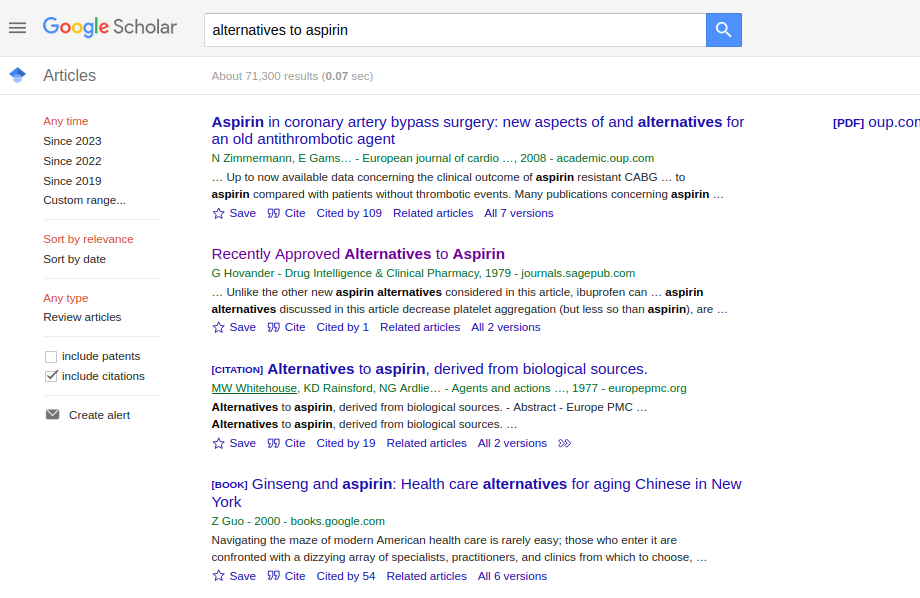 Google Scholar
alternatives to aspirin
Articles
About 71,300 results (0.07 sec)
Any time
Since 2023
Since 2022
Since 2019
Custom range...
Sort by relevance
Sort by date
Any type
Review articles
include patents
include citations
Create alert
Aspirin in coronary artery bypass surgery: new aspects of and alternatives for
an old antithrombotic agent
N Zimmermann, E Gams… - European journal of cardio …, 2008 - academic.oup.com
… Up to now available data concerning the clinical outcome of aspirin resistant CABG … to
aspirin compared with patients without thrombotic events. Many publications concerning aspirin …
Save Cite Cited by 109 Related articles All 7 versions
[PDF] oup.com
Recently Approved Alternatives to Aspirin
G Hovander - Drug Intelligence & Clinical Pharmacy, 1979 - journals.sagepub.com
… Unlike the other new aspirin alternatives considered in this article, ibuprofen can … aspirin
alternatives discussed in this article decrease platelet aggregation (but less so than aspirin), are …
Save Cite Cited by 1 Related articles All 2 versions
[CITATION] Alternatives to aspirin, derived from biological sources.
MW Whitehouse, KD Rainsford, NG Ardlie… - Agents and actions …, 1977 - europepmc.org
Alternatives to aspirin, derived from biological sources. - Abstract - Europe PMC …
Alternatives to aspirin, derived from biological sources. …
Save Cite Cited by 19 Related articles All 2 versions
[BOOK] Ginseng and aspirin: Health care alternatives for aging Chinese in New
York
Z Guo - 2000 - books.google.com
Navigating the maze of modern American health care is rarely easy; those who enter it are
confronted with a dizzying array of specialists, practitioners, and clinics from which to choose, …
Save Cite Cited by 54 Related articles All 6 versions